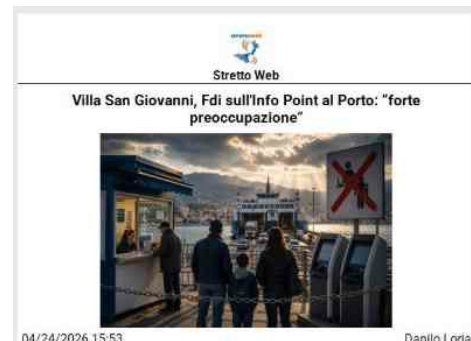 Stretto Web
Villa San Giovanni, Fdi sull'Info Point al Porto: "forte
preoccupazione"
04/24/2026 15:53
Danilo Loria